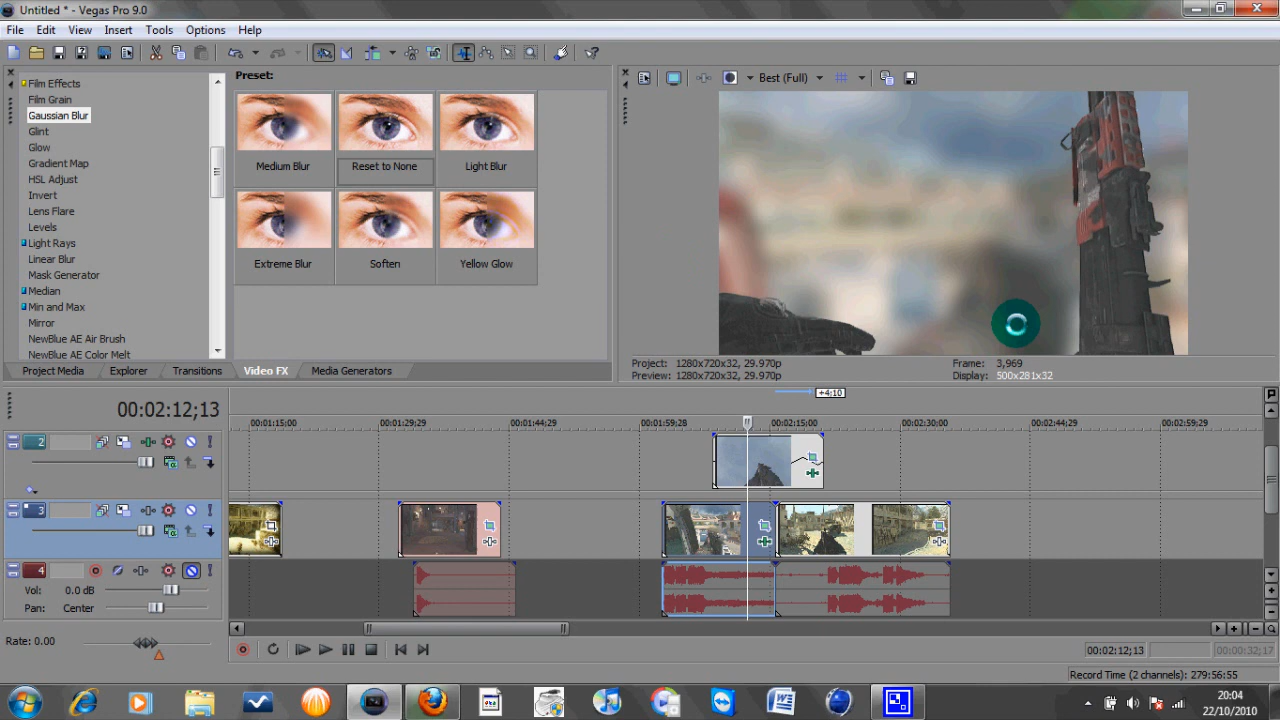 Untitled * - Vegas Pro 9.0
File Edit View Insert Tools Options Help
Film Effects
Film Grain
Gaussian Blur
Glint
Glow
Gradient Map
HSL Adjust
Invert
Lens Flare
Levels
Light Rays
Linear Blur
Mask Generator
Median
Min and Max
Mirror
NewBlue AE Air Brush
NewBlue AE Color Melt
Preset:
Medium Blur Reset to None Light Blur
Extreme Blur Soften Yellow Glow
Best (Full)
Project: 1280x720x32, 29.970p Frame: 3,969
Preview: 1280x720x32, 29.970p Display: 500x281x32
Project Media Explorer Transitions Video FX Media Generators
+4;10
00:02:12;13
00:01:15;00 00:01:29;29 00:01:44;29 00:01:59;28 00:02:15;00 00:02:30;00 00:02:44;29 00:02:59;29
2
3
4
Vol: 0.0 dB
Pan: Center
Rate: 0.00
00:02:12;13 00:00:32;17
Record Time (2 channels): 279:56:55
W
20:04
22/10/2010